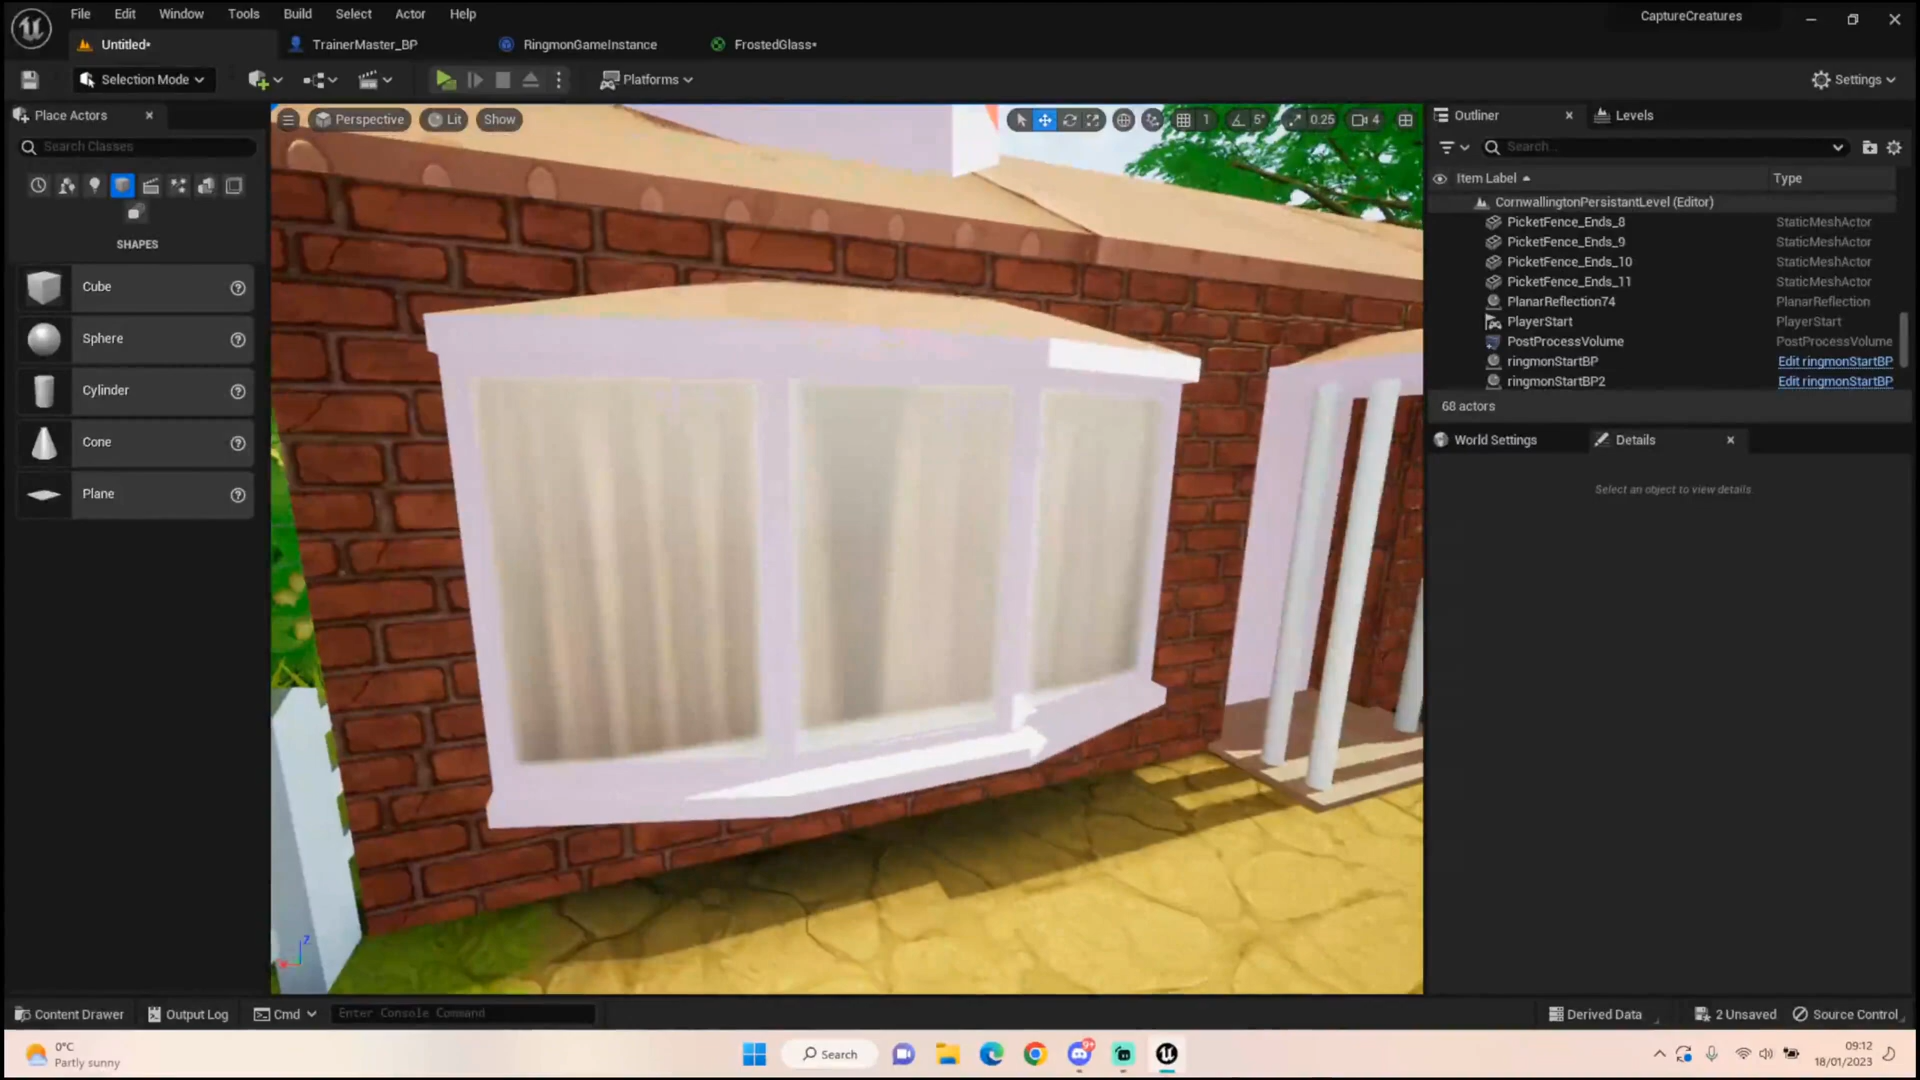 File Edit Window Tools Build Select Actor Help
CaptureCreatures
Untitled*
TrainerMaster_BP
RingmonGameInstance
FrostedGlass*
Selection Mode
Platforms
Settings
Place Actors
Search Classes
SHAPES
Cube
Sphere
Cylinder
Cone
Plane
Perspective
Lit
Show
1
5°
0.25
4
Outliner
Levels
Search...
Item Label
Type
CornwallingtonPersistantLevel (Editor)
PicketFence_Ends_8 StaticMeshActor
PicketFence_Ends_9 StaticMeshActor
PicketFence_Ends_10 StaticMeshActor
PicketFence_Ends_11 StaticMeshActor
PlanarReflection74 PlanarReflection
PlayerStart PlayerStart
PostProcessVolume PostProcessVolume
ringmonStartBP Edit ringmonStartBP
ringmonStartBP2 Edit ringmonStartBP
68 actors
World Settings
Details
Select an object to view details.
Z
Content Drawer
Output Log
Cmd
Enter Console Command
Derived Data
2 Unsaved
Source Control
0°C
Partly sunny
Search
09:12
18/01/2023